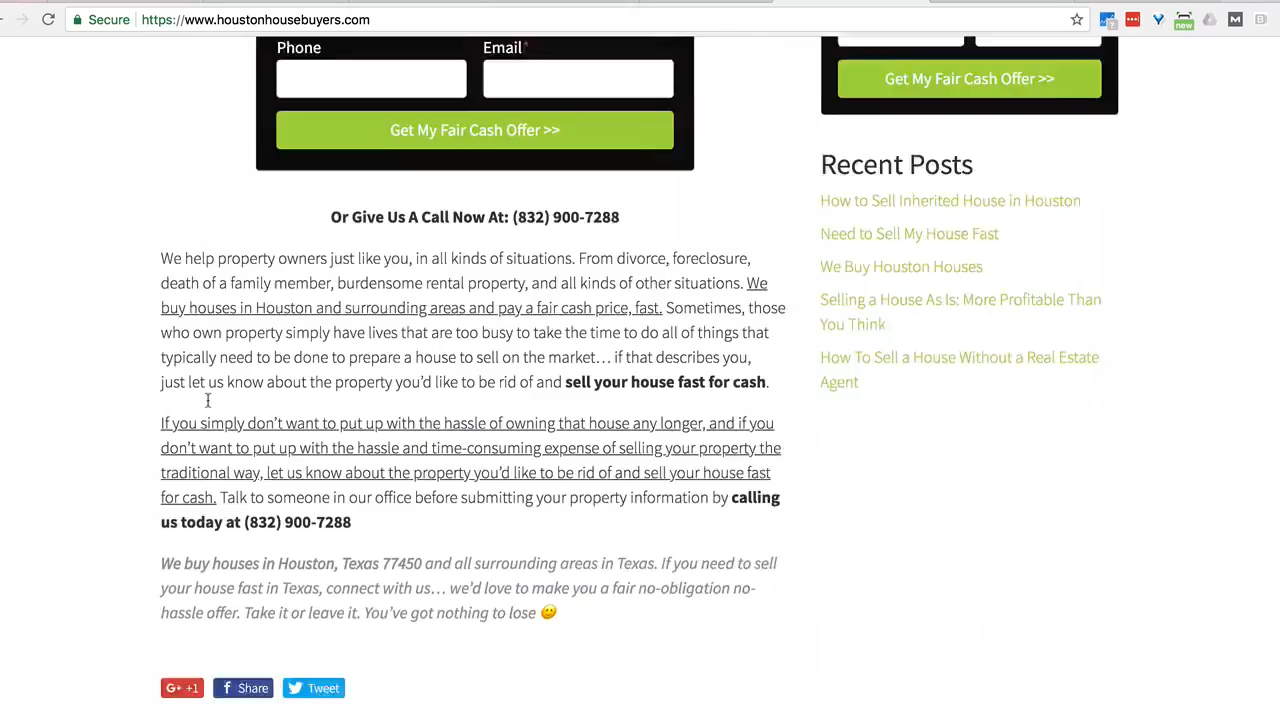 Secure
https://www.houstonhousebuyers.com
new
Phone
Email*
Get My Fair Cash Offer >>
Or Give Us A Call Now At: (832) 900-7288
We help property owners just like you, in all kinds of situations. From divorce, foreclosure,
death of a family member, burdensome rental property, and all kinds of other situations. We
buy houses in Houston and surrounding areas and pay a fair cash price, fast. Sometimes, those
who own property simply have lives that are too busy to take the time to do all of things that
typically need to be done to prepare a house to sell on the market… if that describes you,
just let us know about the property you’d like to be rid of and sell your house fast for cash.
If you simply don’t want to put up with the hassle of owning that house any longer, and if you
don’t want to put up with the hassle and time-consuming expense of selling your property the
traditional way, let us know about the property you’d like to be rid of and sell your house fast
for cash. Talk to someone in our office before submitting your property information by calling
us today at (832) 900-7288
We buy houses in Houston, Texas 77450 and all surrounding areas in Texas. If you need to sell
your house fast in Texas, connect with us… we’d love to make you a fair no-obligation no-
hassle offer. Take it or leave it. You’ve got nothing to lose
G+ +1
Share
Tweet
Get My Fair Cash Offer >>
Recent Posts
How to Sell Inherited House in Houston
Need to Sell My House Fast
We Buy Houston Houses
Selling a House As Is: More Profitable Than
You Think
How To Sell a House Without a Real Estate
Agent